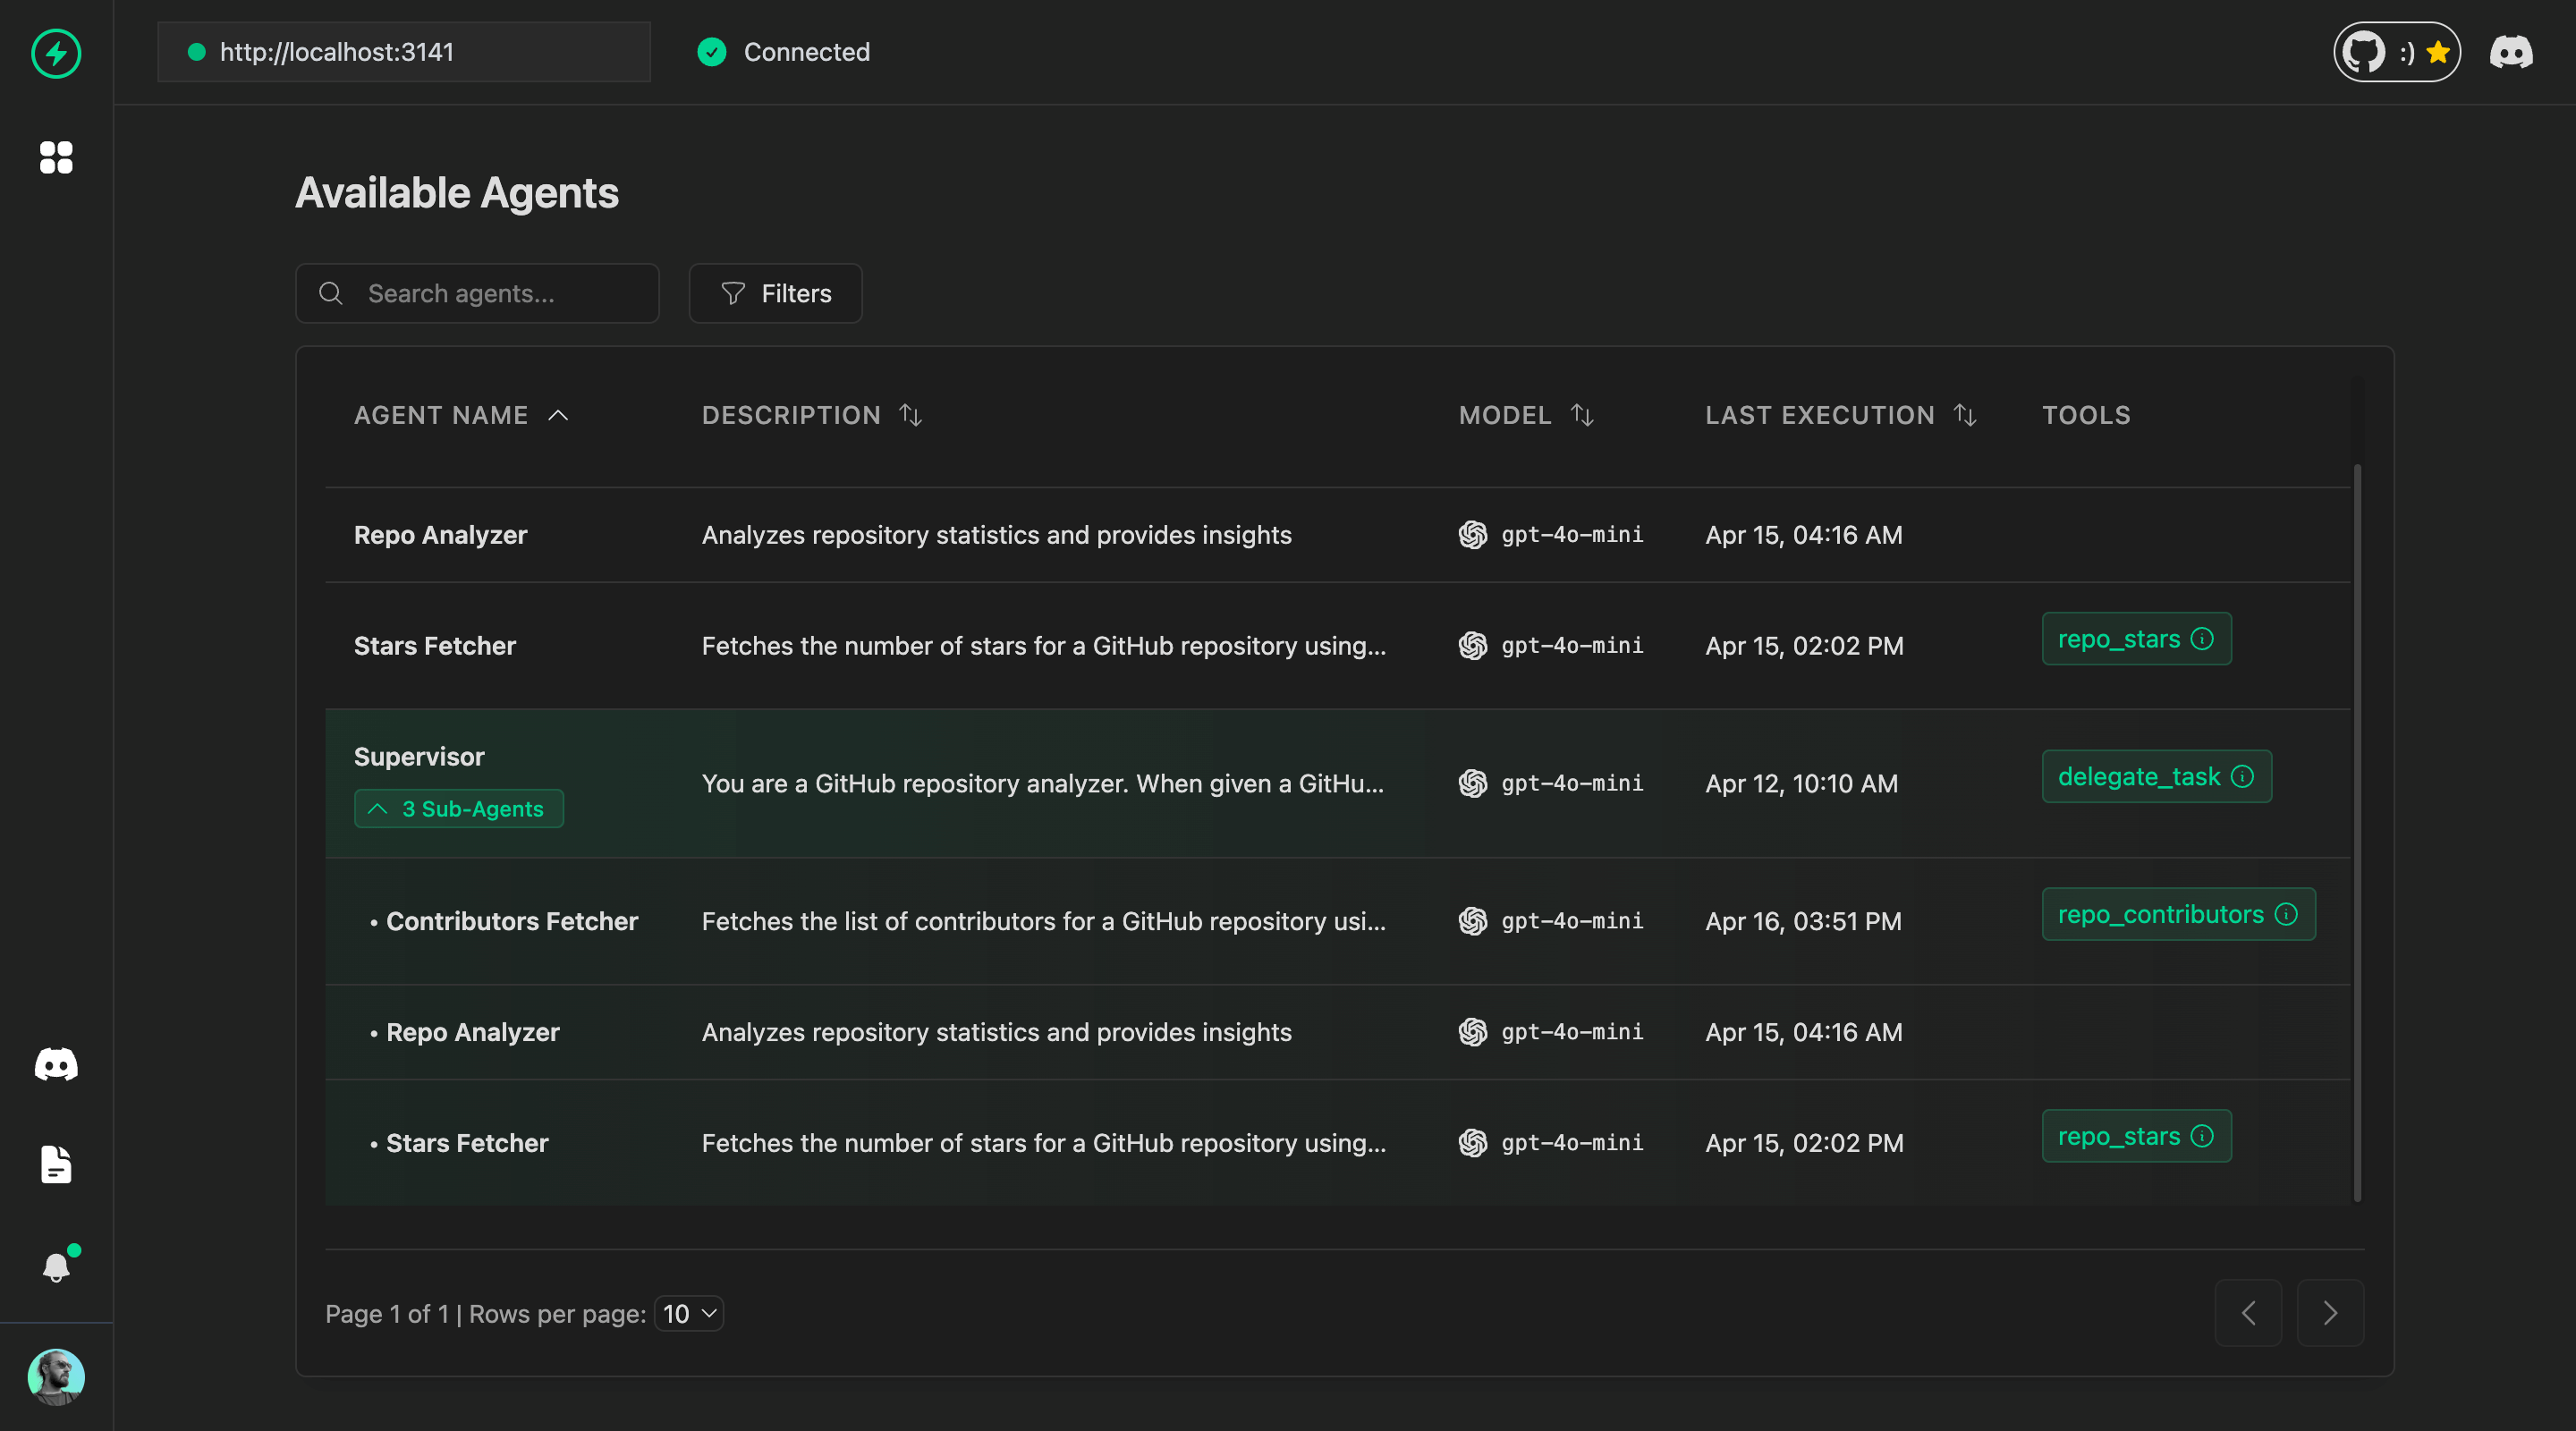 http://localhost:3141 Connected :)
Available Agents
Search agents... Filters
AGENT NAME DESCRIPTION MODEL LAST EXECUTION TOOLS
Repo Analyzer Analyzes repository statistics and provides insights gpt-4o-mini Apr 15, 04:16 AM
Stars Fetcher Fetches the number of stars for a GitHub repository using... gpt-4o-mini Apr 15, 02:02 PM repo_stars
Supervisor
3 Sub-Agents
You are a GitHub repository analyzer. When given a GitHu... gpt-4o-mini Apr 12, 10:10 AM delegate_task
• Contributors Fetcher Fetches the list of contributors for a GitHub repository usi... gpt-4o-mini Apr 16, 03:51 PM repo_contributors
• Repo Analyzer Analyzes repository statistics and provides insights gpt-4o-mini Apr 15, 04:16 AM
• Stars Fetcher Fetches the number of stars for a GitHub repository using... gpt-4o-mini Apr 15, 02:02 PM repo_stars
Page 1 of 1 | Rows per page: 10